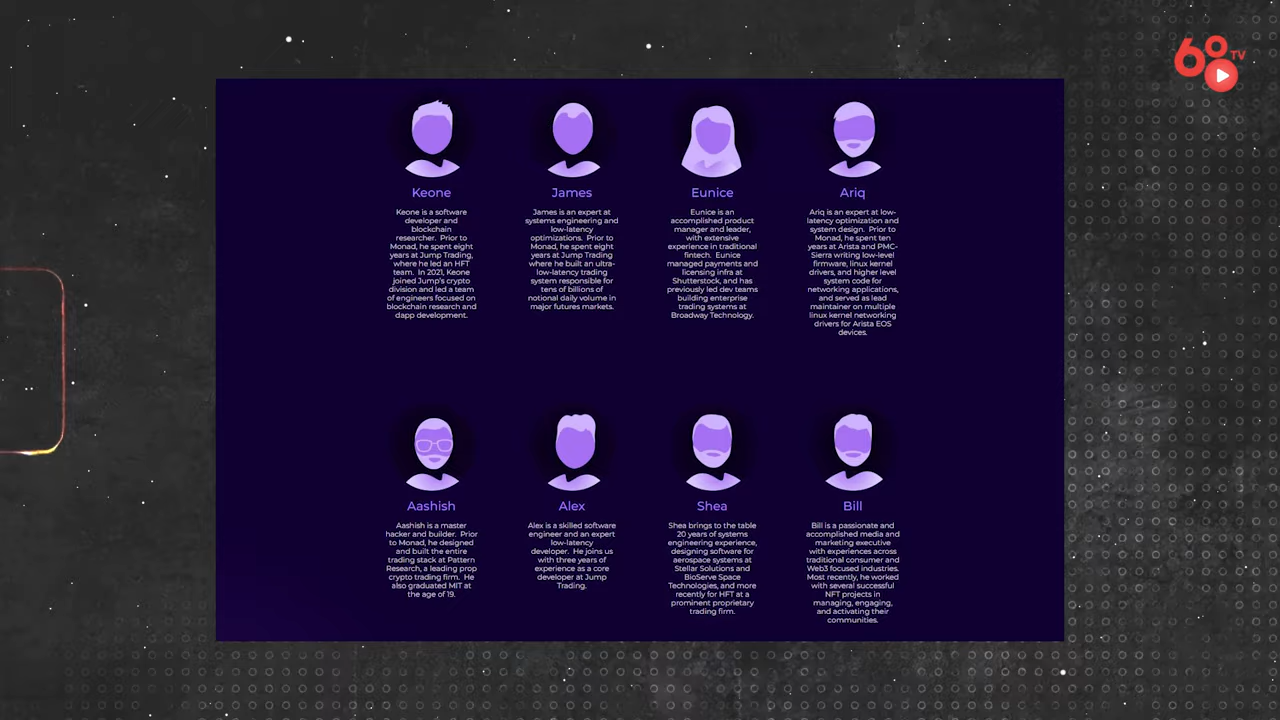 68
TV
Keone
Keone is a software
developer and
blockchain
researcher. Prior to
Monad, he spent eight
years at Jump Trading,
where he led an HFT
team. In 2021, Keone
joined Jump's crypto
division and led a team
of engineers focused on
blockchain research and
dapp development.
James
James is an expert at
systems engineering and
low-latency
optimizations. Prior to
Monad, he spent eight
years at Jump Trading
where he built an ultra-
low-latency trading
system responsible for
tens of billions of
notional daily volume in
major futures markets.
Eunice
Eunice is an
accomplished product
manager and leader,
with extensive
experience in traditional
fintech. Eunice
managed payments and
licensing infra at
Shutterstock, and has
previously led dev teams
building enterprise
trading systems at
Broadway Technology.
Ariq
Ariq is an expert at low-
latency optimization and
system design. Prior to
Monad, he spent ten
years at Arista and PMC-
Sierra writing low-level
firmware, linux kernel
drivers, and higher level
system code for
networking applications,
and served as lead
maintainer on multiple
linux kernel networking
drivers for Arista EOS
devices.
Aashish
Aashish is a master
hacker and builder. Prior
to Monad, he designed
and built the entire
trading stack at Pattern
Research, a leading prop
crypto trading firm. He
also graduated MIT at
the age of 19.
Alex
Alex is a skilled software
engineer and an expert
low-latency
developer. He joins us
with three years of
experience as a core
developer at Jump
Trading.
Shea
Shea brings to the table
20 years of systems
engineering experience,
designing software for
aerospace systems at
Stellar Solutions and
BioServe Space
Technologies, and more
recently for HFT at a
prominent proprietary
trading firm.
Bill
Bill is a passionate and
accomplished media and
marketing executive
with experiences across
traditional consumer and
Web3 focused industries.
Most recently, he worked
with several successful
NFT projects in
managing, engaging,
and activating their
communities.